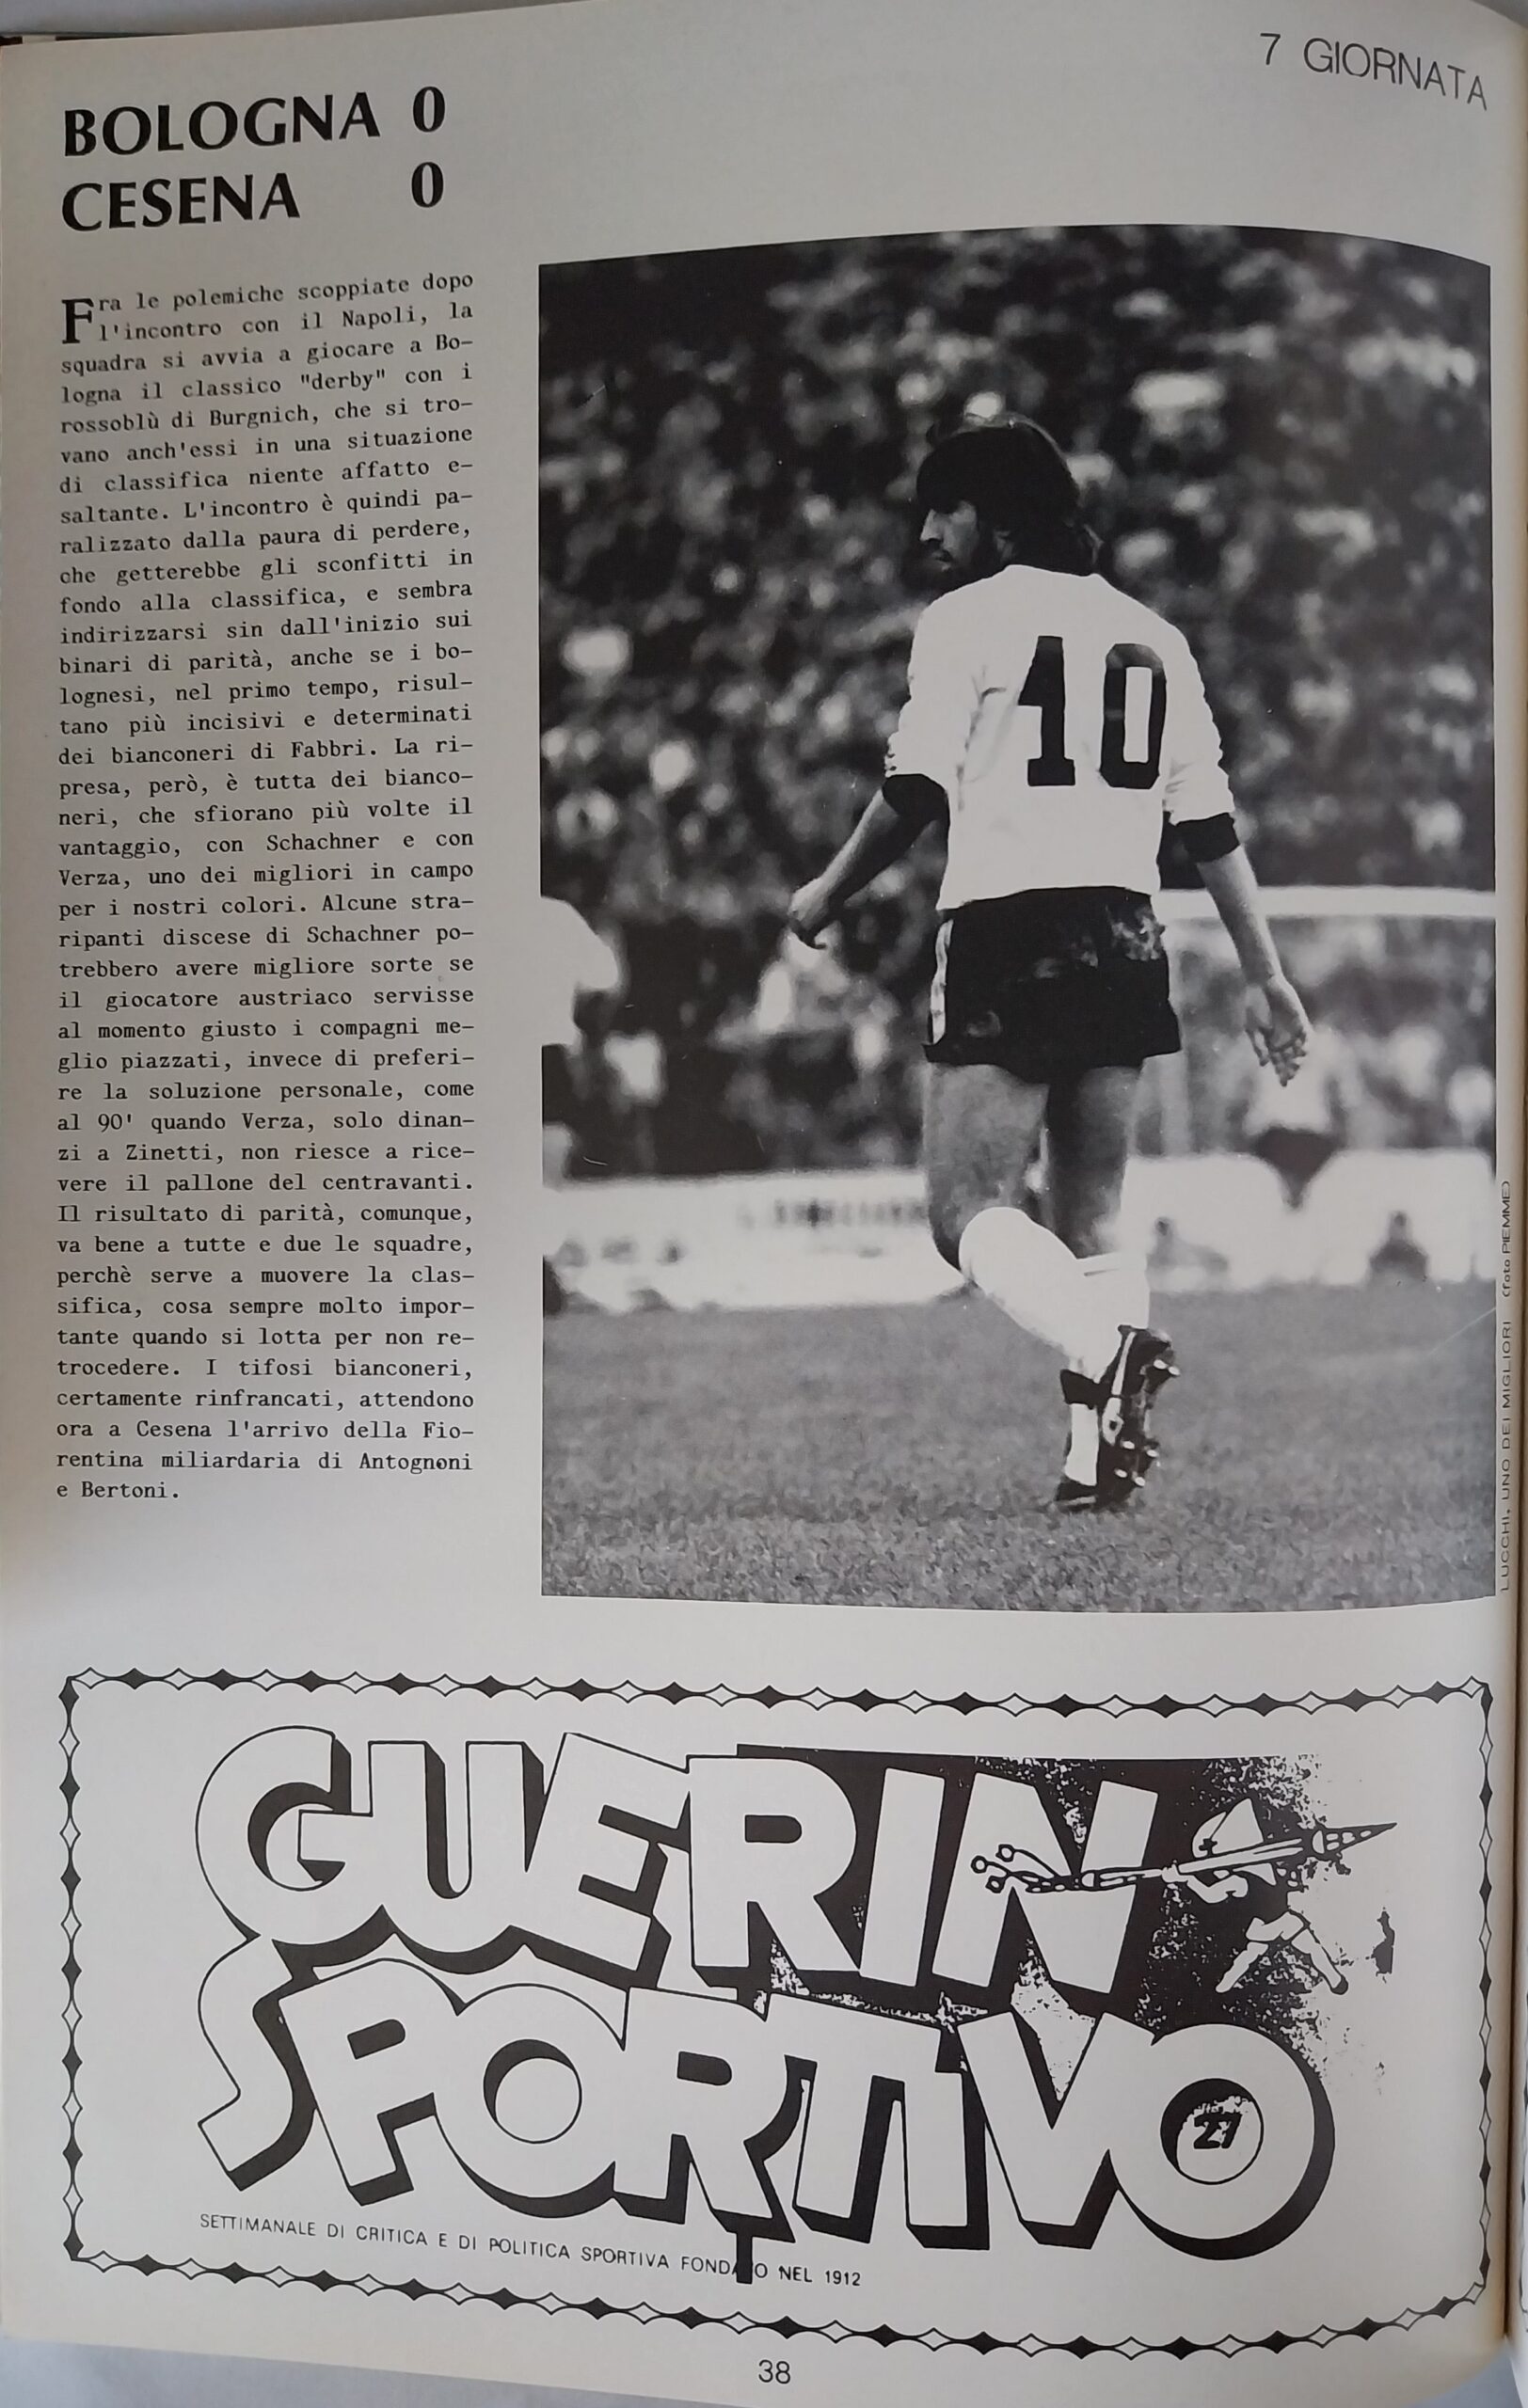 7 GIORNATA
BOLOGNA 0
CESENA 0
Fra le polemiche scoppiate dopo
l'incontro con il Napoli, la
squadra si avvia a giocare a Bo-
logna il classico "derby" con i
rossoblù di Burgnich, che si tro-
vano anch'essi in una situazione
di classifica niente affatto e-
saltante. L'incontro è quindi pa-
ralizzato dalla paura di perdere,
che getterebbe gli sconfitti in
fondo alla classifica, e sembra
indirizzarsi sin dall'inizio sui
binari di parità, anche se i bo-
lognesi, nel primo tempo, risul-
tano più incisivi e determinati
dei bianconeri di Fabbri. La ri-
presa, però, è tutta dei bianco-
neri, che sfiorano più volte il
vantaggio, con Schachner e con
Verza, uno dei migliori in campo
per i nostri colori. Alcune stra-
ripanti discese di Schachner po-
trebbero avere migliore sorte se
il giocatore austriaco servisse
al momento giusto i compagni me-
glio piazzati, invece di preferi-
re la soluzione personale, come
al 90' quando Verza, solo dinan-
zi a Zinetti, non riesce a rice-
vere il pallone del centravanti.
Il risultato di parità, comunque,
va bene a tutte e due le squadre,
perchè serve a muovere la clas-
sifica, cosa sempre molto impor-
tante quando si lotta per non re-
trocedere. I tifosi bianconeri,
certamente rinfrancati, attendono
ora a Cesena l'arrivo della Fio-
rentina miliardaria di Antognoni
e Bertoni.
10
LUCCHI, UNO DEI MIGLIORI (foto PIEMME)
GUERIN
SPORTIVO
SETTIMANALE DI CRITICA E DI POLITICA SPORTIVA FONDATO NEL 1912
38